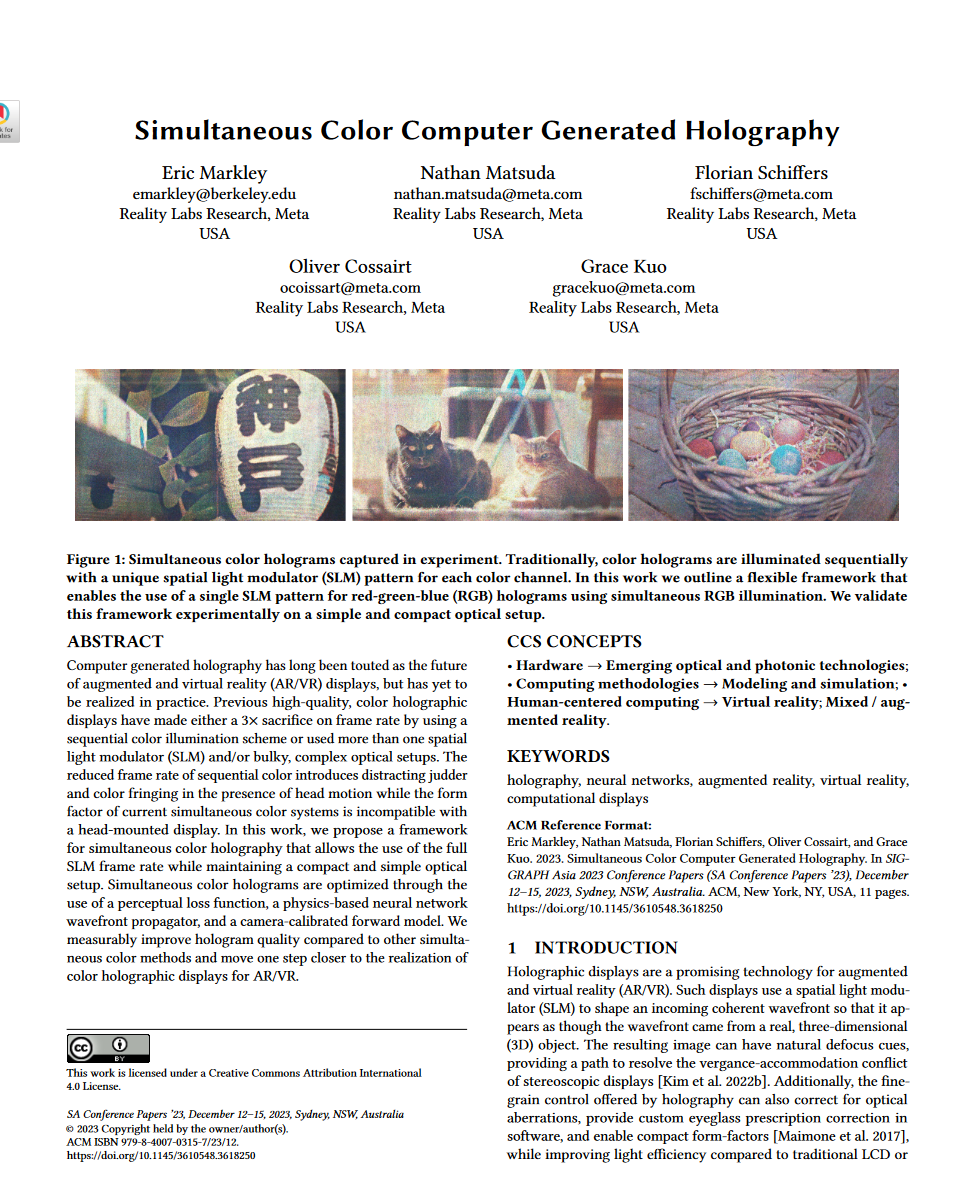 k for
ates
Simultaneous Color Computer Generated Holography
Eric Markley
emarkley@berkeley.edu
Reality Labs Research, Meta
USA
Nathan Matsuda
nathan.matsuda@meta.com
Reality Labs Research, Meta
USA
Florian Schiffers
fschiffers@meta.com
Reality Labs Research, Meta
USA
Oliver Cossairt
ocoissart@meta.com
Reality Labs Research, Meta
USA
Grace Kuo
gracekuo@meta.com
Reality Labs Research, Meta
USA
神戸
Figure 1: Simultaneous color holograms captured in experiment. Traditionally, color holograms are illuminated sequentially
with a unique spatial light modulator (SLM) pattern for each color channel. In this work we outline a flexible framework that
enables the use of a single SLM pattern for red-green-blue (RGB) holograms using simultaneous RGB illumination. We validate
this framework experimentally on a simple and compact optical setup.
ABSTRACT
Computer generated holography has long been touted as the future
of augmented and virtual reality (AR/VR) displays, but has yet to
be realized in practice. Previous high-quality, color holographic
displays have made either a 3× sacrifice on frame rate by using a
sequential color illumination scheme or used more than one spatial
light modulator (SLM) and/or bulky, complex optical setups. The
reduced frame rate of sequential color introduces distracting judder
and color fringing in the presence of head motion while the form
factor of current simultaneous color systems is incompatible with
a head-mounted display. In this work, we propose a framework
for simultaneous color holography that allows the use of the full
SLM frame rate while maintaining a compact and simple optical
setup. Simultaneous color holograms are optimized through the
use of a perceptual loss function, a physics-based neural network
wavefront propagator, and a camera-calibrated forward model. We
measurably improve hologram quality compared to other simulta-
neous color methods and move one step closer to the realization of
color holographic displays for AR/VR.
cc
BY
This work is licensed under a Creative Commons Attribution International
4.0 License.
SA Conference Papers '23, December 12–15, 2023, Sydney, NSW, Australia
© 2023 Copyright held by the owner/author(s).
ACM ISBN 979-8-4007-0315-7/23/12.
https://doi.org/10.1145/3610548.3618250
CCS CONCEPTS
• Hardware → Emerging optical and photonic technologies;
• Computing methodologies → Modeling and simulation; •
Human-centered computing → Virtual reality; Mixed / aug-
mented reality.
KEYWORDS
holography, neural networks, augmented reality, virtual reality,
computational displays
ACM Reference Format:
Eric Markley, Nathan Matsuda, Florian Schiffers, Oliver Cossairt, and Grace
Kuo. 2023. Simultaneous Color Computer Generated Holography. In SIG-
GRAPH Asia 2023 Conference Papers (SA Conference Papers '23), December
12–15, 2023, Sydney, NSW, Australia. ACM, New York, NY, USA, 11 pages.
https://doi.org/10.1145/3610548.3618250
1 INTRODUCTION
Holographic displays are a promising technology for augmented
and virtual reality (AR/VR). Such displays use a spatial light modu-
lator (SLM) to shape an incoming coherent wavefront so that it ap-
pears as though the wavefront came from a real, three-dimensional
(3D) object. The resulting image can have natural defocus cues,
providing a path to resolve the vergance-accommodation conflict
of stereoscopic displays [Kim et al. 2022b]. Additionally, the fine-
grain control offered by holography can also correct for optical
aberrations, provide custom eyeglass prescription correction in
software, and enable compact form-factors [Maimone et al. 2017],
while improving light efficiency compared to traditional LCD or